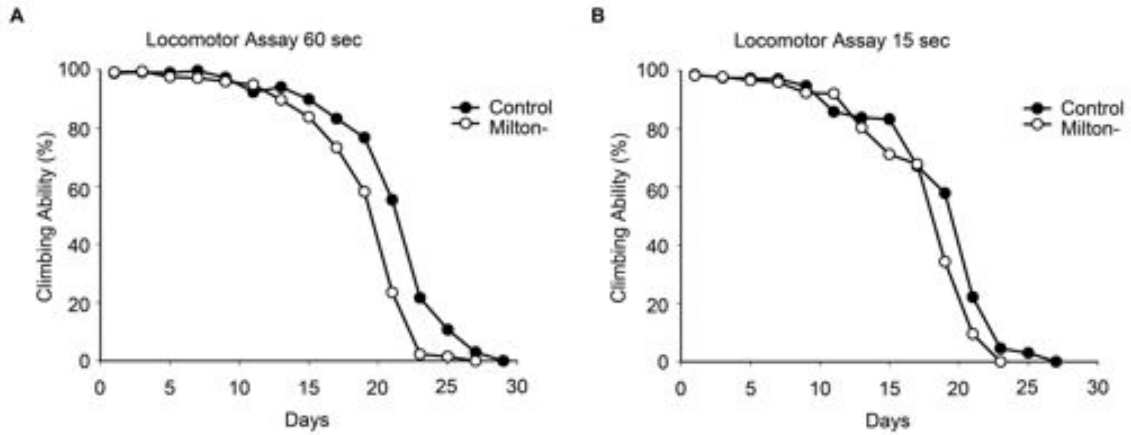 A
Locomotor Assay 60 sec
Climbing Ability (%)
100
80
60
40
20
0
0 5 10 15 20 25 30
Days
Control
Milton-
B
Locomotor Assay 15 sec
Climbing Ability (%)
100
80
60
40
20
0
0 5 10 15 20 25 30
Days
Control
Milton-